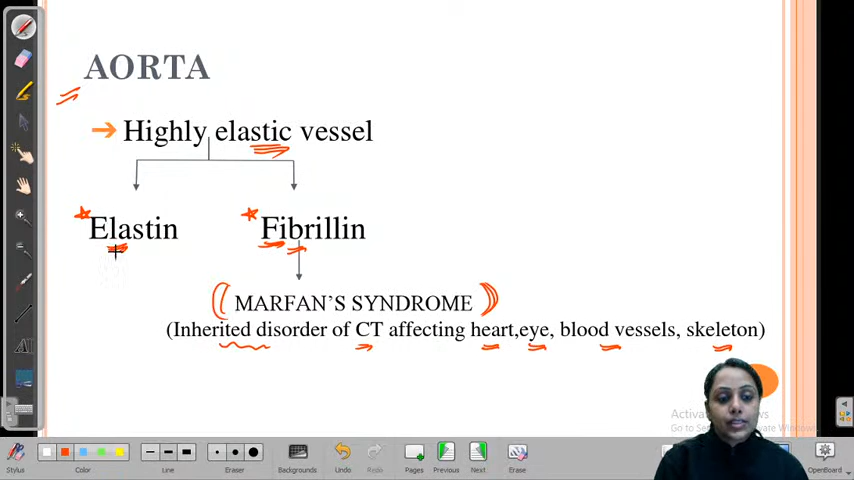 AORTA
➔ Highly elastic vessel
Elastin Fibrillin
MARFAN'S SYNDROME
(Inherited disorder of CT affecting heart,eye, blood vessels, skeleton)
Stylus Color Line Eraser Backgrounds Undo Redo Pages Previous Next Erase OpenBoard